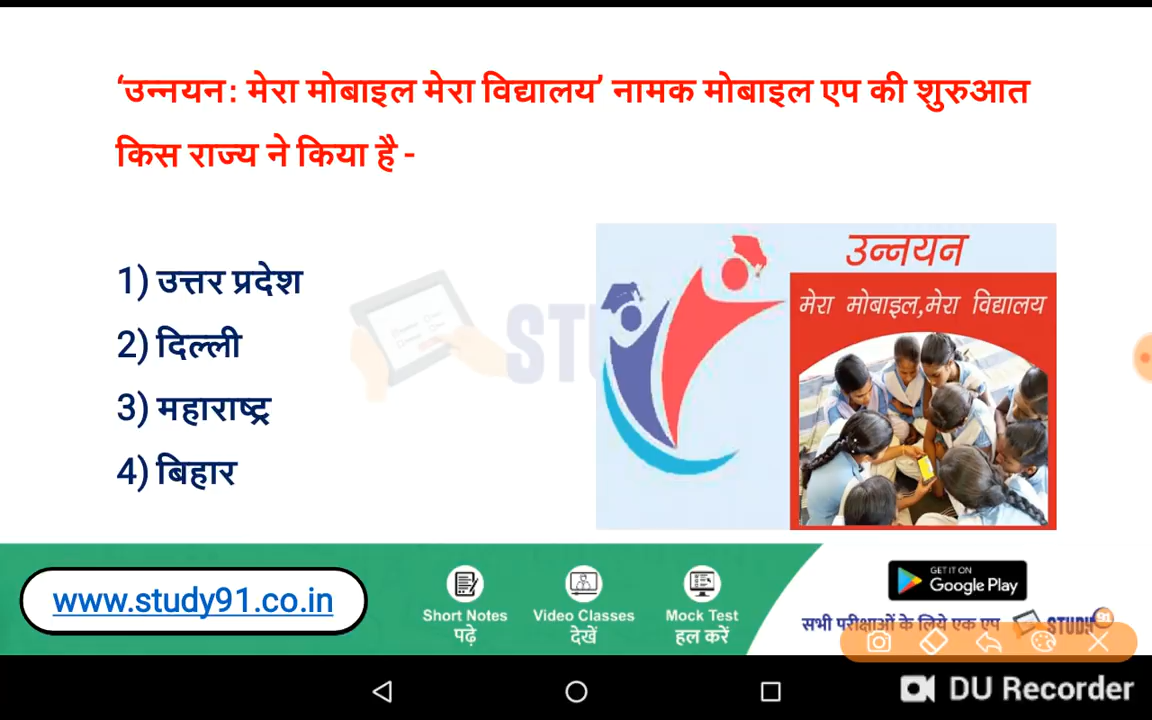 ‘उन्नयन: मेरा मोबाइल मेरा विद्यालय’ नामक मोबाइल एप की शुरुआत
किस राज्य ने किया है -
1) उत्तर प्रदेश
2) दिल्ली
3) महाराष्ट्र
4) बिहार
उन्नयन
मेरा मोबाइल,मेरा विद्यालय
www.study91.co.in
Short Notes
पढ़े
Video Classes
देखें
Mock Test
हल करें
GET IT ON
Google Play
सभी परीक्षाओं के लिये एक एप
STUDY
91
DU Recorder